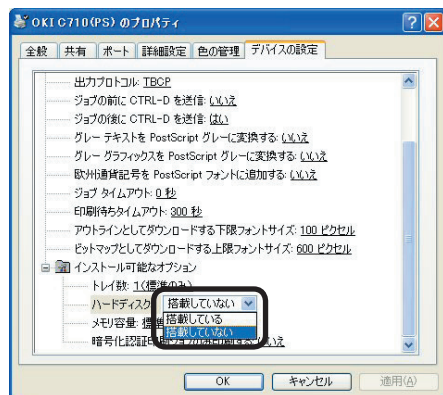 OKI C710(PS) のプロパティ
全般 共有 ポート 詳細設定 色の管理 デバイスの設定
出力プロトコル: TBCP
ジョブの前に CTRL-D を送信: いいえ
ジョブの後に CTRL-D を送信: はい
グレー テキストを PostScript グレーに変換する: いいえ
グレー グラフィックスを PostScript グレーに変換する: いいえ
欧州通貨記号を PostScript フォントに追加する: いいえ
ジョブ タイムアウト: 0 秒
印刷待ちタイムアウト: 300 秒
アウトラインとしてダウンロードする下限フォントサイズ: 100 ピクセル
ビットマップとしてダウンロードする上限フォントサイズ: 600 ピクセル
インストール可能なオプション
トレイ数: 1(標準のみ)
ハードディスク: 搭載していない
搭載している
メモリ容量: 標準
搭載していない
暗号化認証印刷 いいえ
OK キャンセル 適用(A)